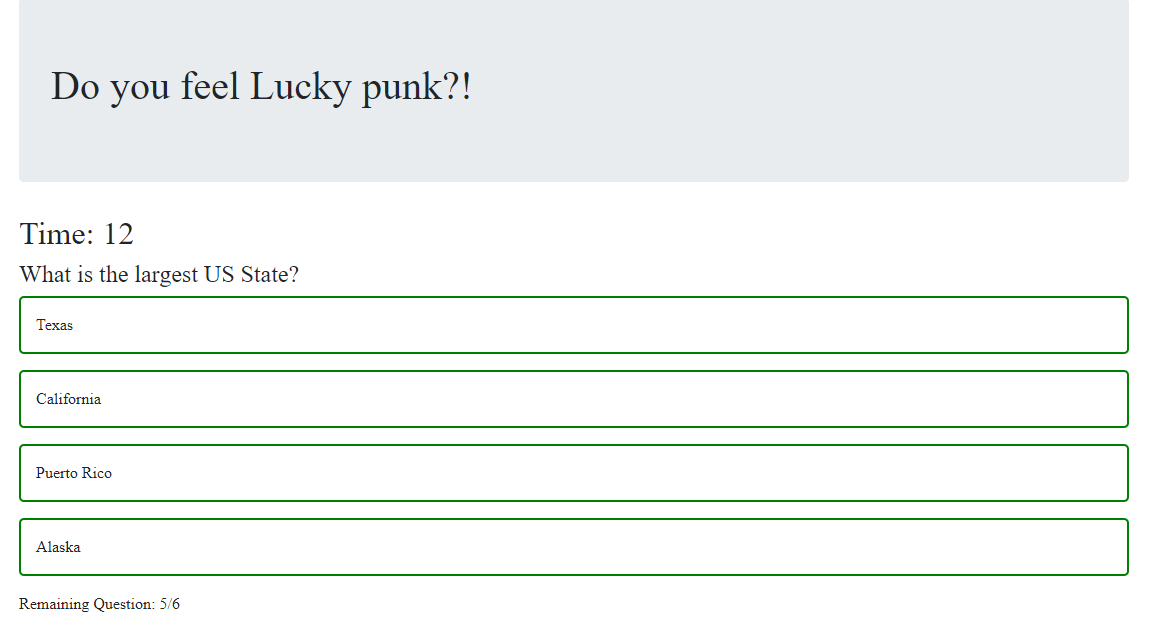 Do you feel Lucky punk?!
Time: 12
What is the largest US State?
Texas
California
Puerto Rico
Alaska
Remaining Question: 5/6